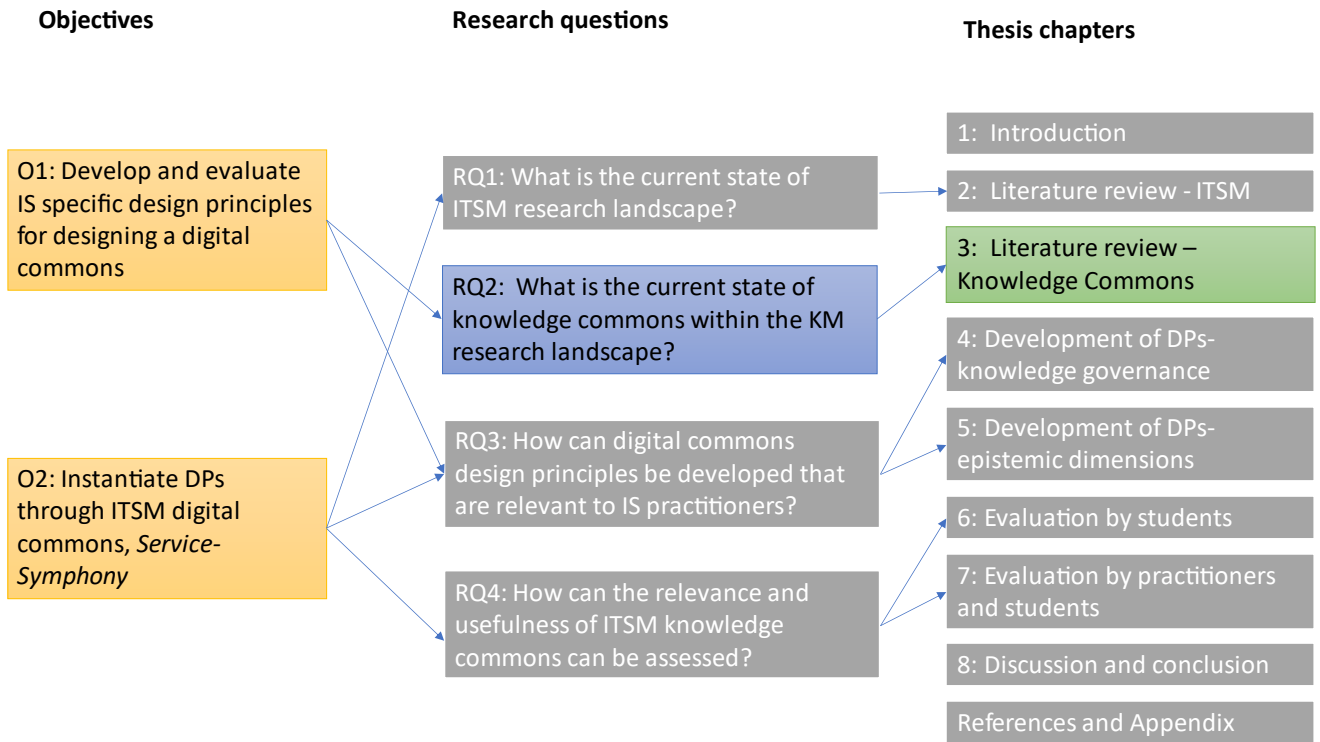 Objectives
Research questions
Thesis chapters
O1: Develop and evaluate
IS specific design principles
for designing a digital
commons
O2: Instantiate DPs
through ITSM digital
commons, Service-
Symphony
RQ1: What is the current state of
ITSM research landscape?
RQ2:  What is the current state of
knowledge commons within the KM
research landscape?
RQ3: How can digital commons
design principles be developed that
are relevant to IS practitioners?
RQ4: How can the relevance and
usefulness of ITSM knowledge
commons can be assessed?
1:  Introduction
2:  Literature review - ITSM
3:  Literature review –
Knowledge Commons
4: Development of DPs-
knowledge governance
5: Development of DPs-
epistemic dimensions
6: Evaluation by students
7: Evaluation by practitioners
and students
8: Discussion and conclusion
References and Appendix